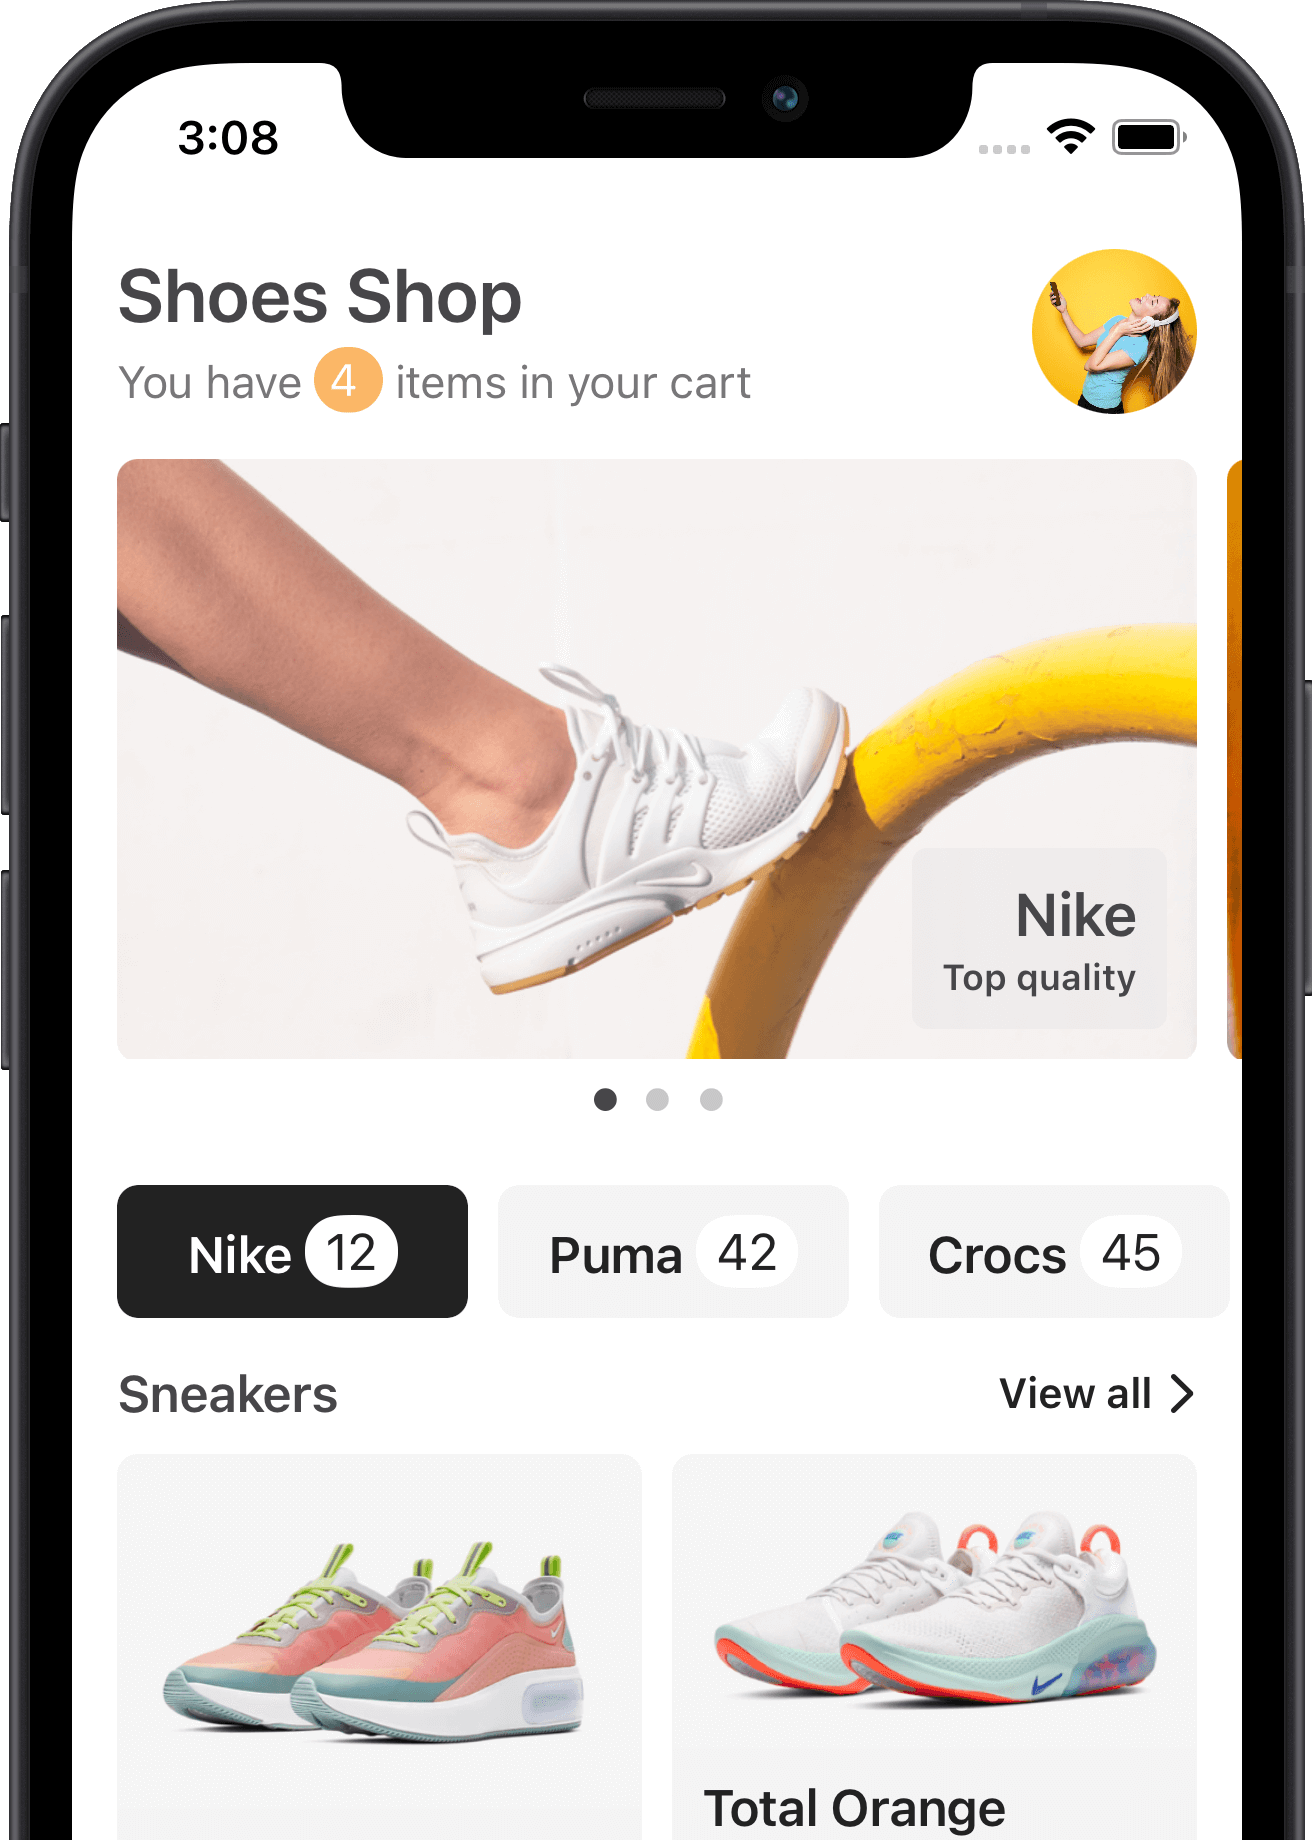 3:08
Shoes Shop
You have 4 items in your cart
Nike
Top quality
Nike 12
Puma 42
Crocs 45
Sneakers
View all
Total Orange